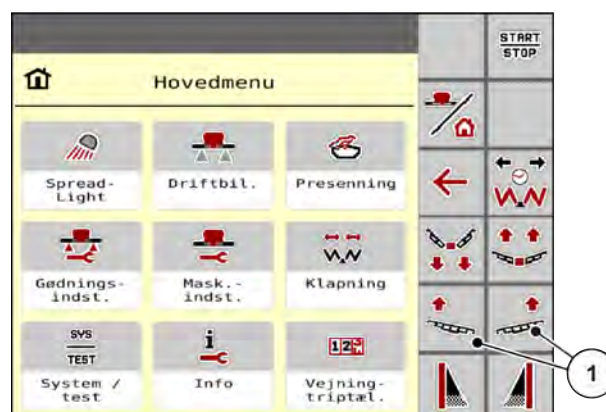 START
STOP
Hovedmenu
Spread-
Light
Driftbil.
Presenning
Gødnings-
indst.
Mask.-
indst.
Klapning
SYS
TEST
i
123
System /
test
Info
Vejning-
triptæl.
1